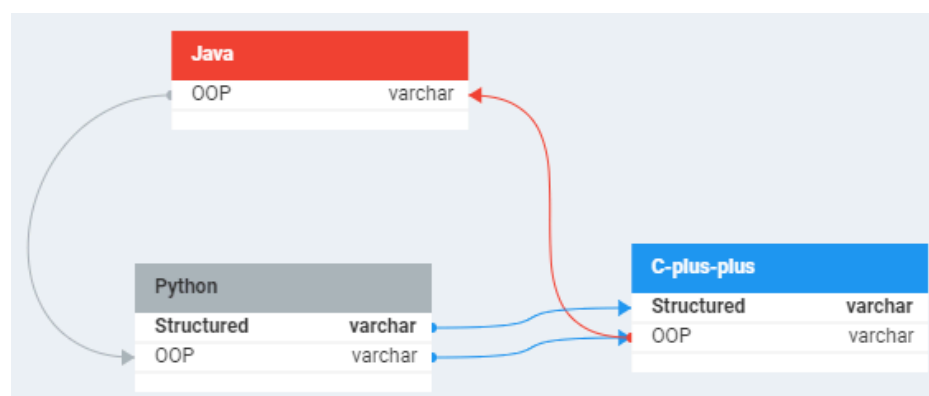 Java
OOP varchar
Python
Structured varchar
OOP varchar
C-plus-plus
Structured varchar
OOP varchar